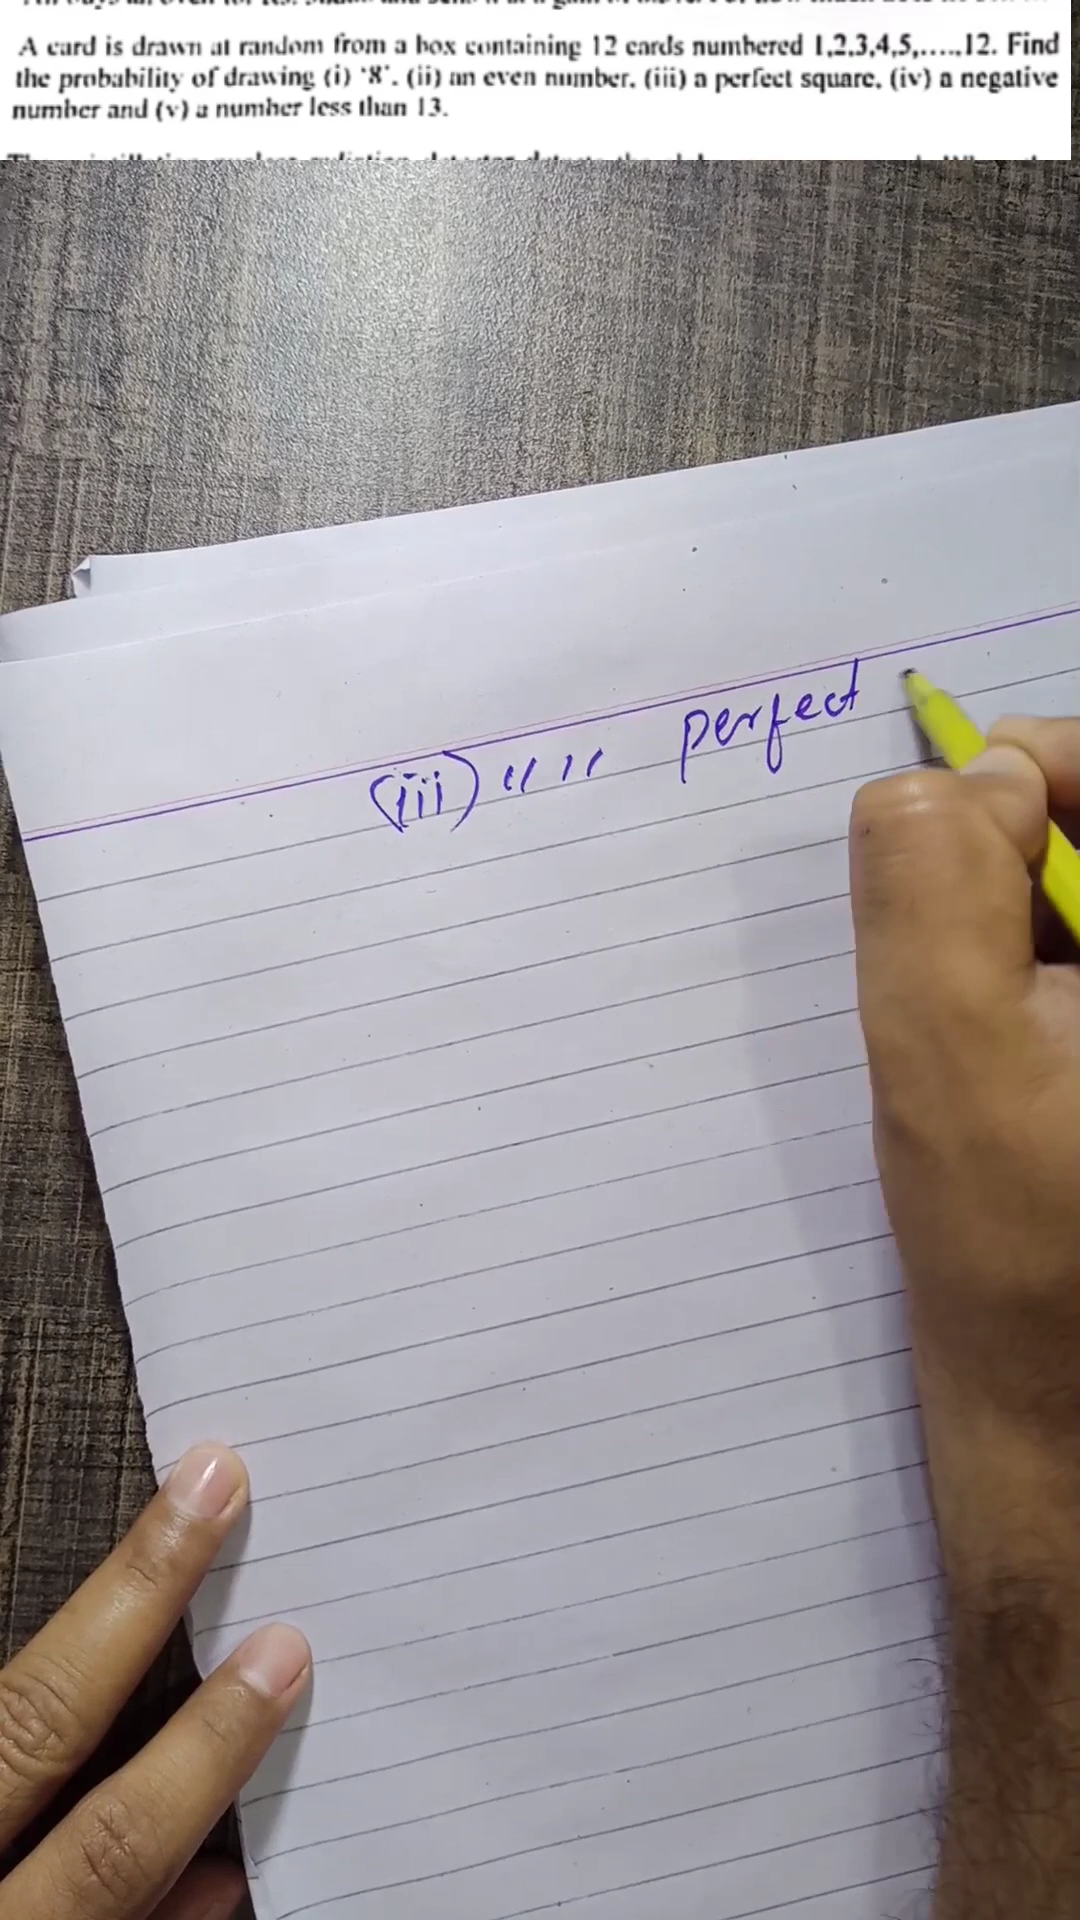 A card is drawn at random from a box containing 12 cards numbered 1,2,3,4,5,.....,12. Find
the probability of drawing (i) '8'. (ii) an even number. (iii) a perfect square, (iv) a negative
number and (v) a number less than 13.
(iii) " " perfect